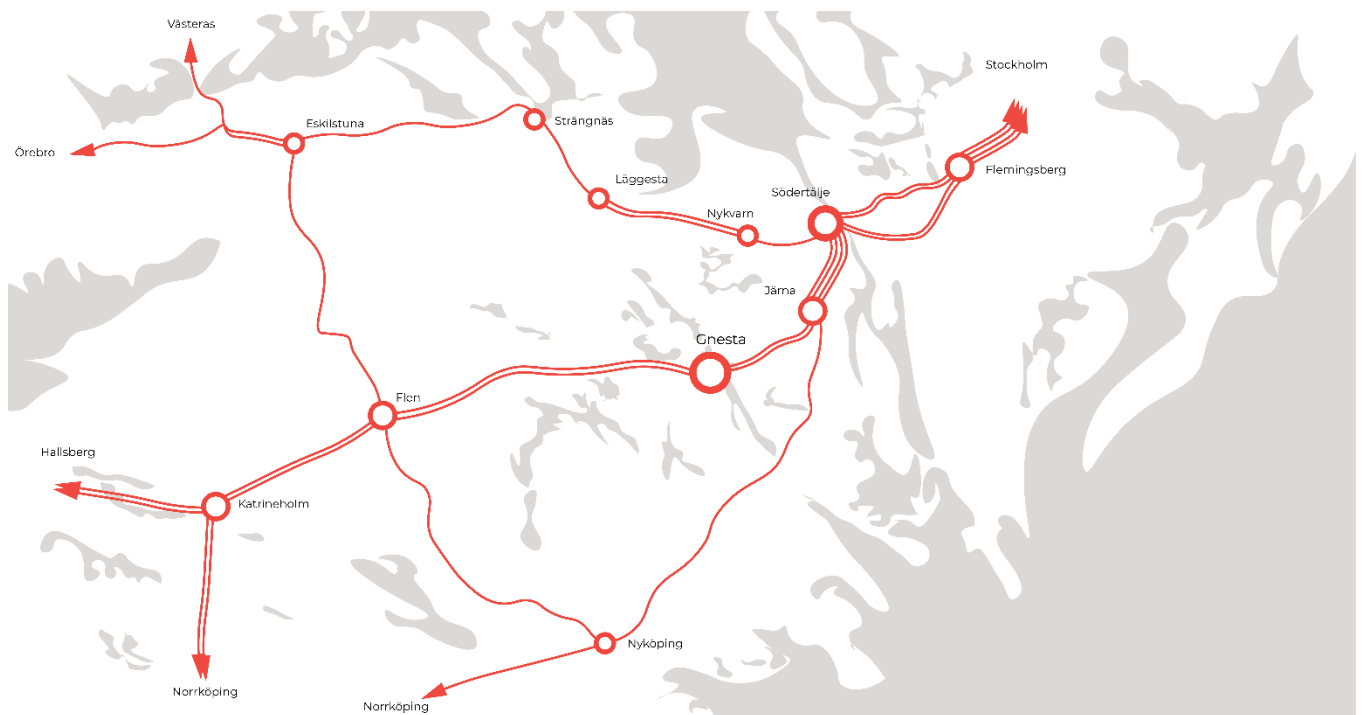 Västeras
Stockholm
Eskilstuna
Strängnäs
Örebro
Flemingsberg
Läggesta
Södertälje
Nykvarn
Järna
Gnesta
Flen
Hallsberg
Katrineholm
Nyköping
Norrköping
Norrköping